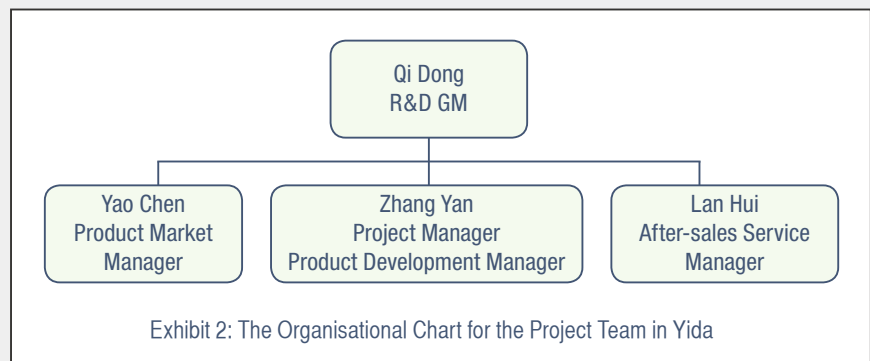 Qi Dong
R&D GM
Yao Chen
Product Market
Manager
Zhang Yan
Project Manager
Product Development Manager
Lan Hui
After-sales Service
Manager
Exhibit 2: The Organisational Chart for the Project Team in Yida